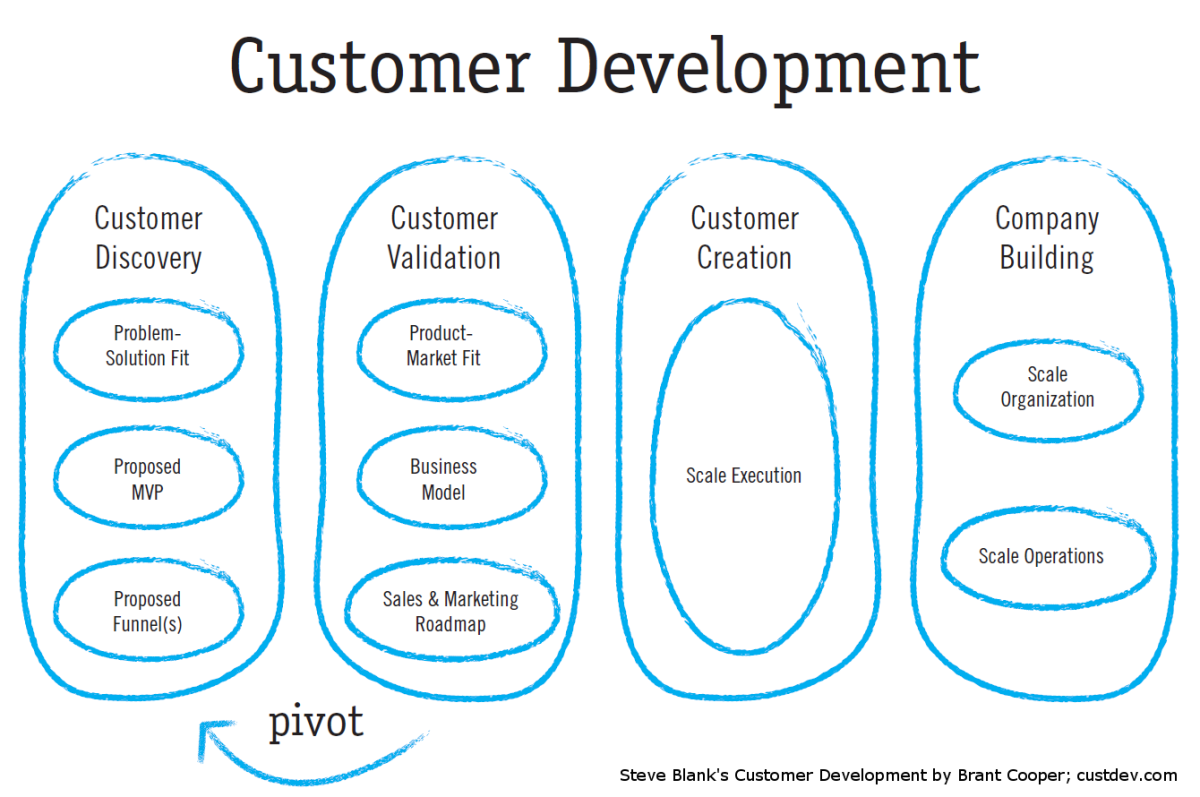 Customer Development
Customer
Discovery
Problem-
Solution Fit
Proposed
MVP
Proposed
Funnel(s)
Customer
Validation
Product-
Market Fit
Business
Model
Sales & Marketing
Roadmap
Customer
Creation
Scale Execution
Company
Building
Scale
Organization
Scale Operations
pivot
Steve Blank's Customer Development by Brant Cooper; custdev.com